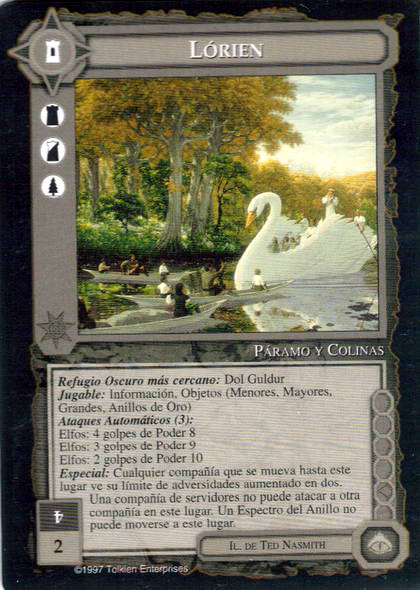 LÓRIEN
PÁRAMO Y COLINAS
Refugio Oscuro más cercano: Dol Guldur
Jugable: Información, Objetos (Menores, Mayores,
Grandes, Anillos de Oro)
Ataques Automáticos (3):
Elfos: 4 golpes de Poder 8
Elfos: 3 golpes de Poder 9
Elfos: 2 golpes de Poder 10
Especial: Cualquier compañía que se mueva hasta este
lugar ve su límite de adversidades aumentado en dos.
Una compañía de servidores no puede atacar a otra
compañía en este lugar. Un Espectro del Anillo no
puede moverse a este lugar.
2
IL. DE TED NASMITH
©1997 Tolkien Enterprises